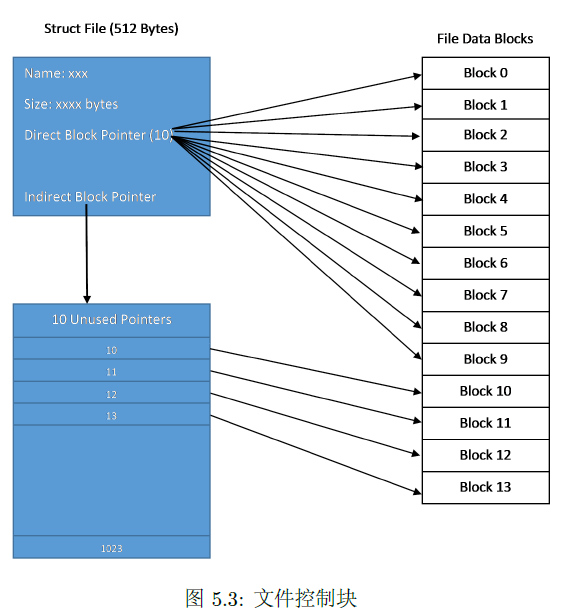 Struct File (512 Bytes)
Name: xxx
Size: xxxx bytes
Direct Block Pointer (10)
Indirect Block Pointer
10 Unused Pointers
10
11
12
13
1023
File Data Blocks
Block 0
Block 1
Block 2
Block 3
Block 4
Block 5
Block 6
Block 7
Block 8
Block 9
Block 10
Block 11
Block 12
Block 13
图 5.3: 文件控制块